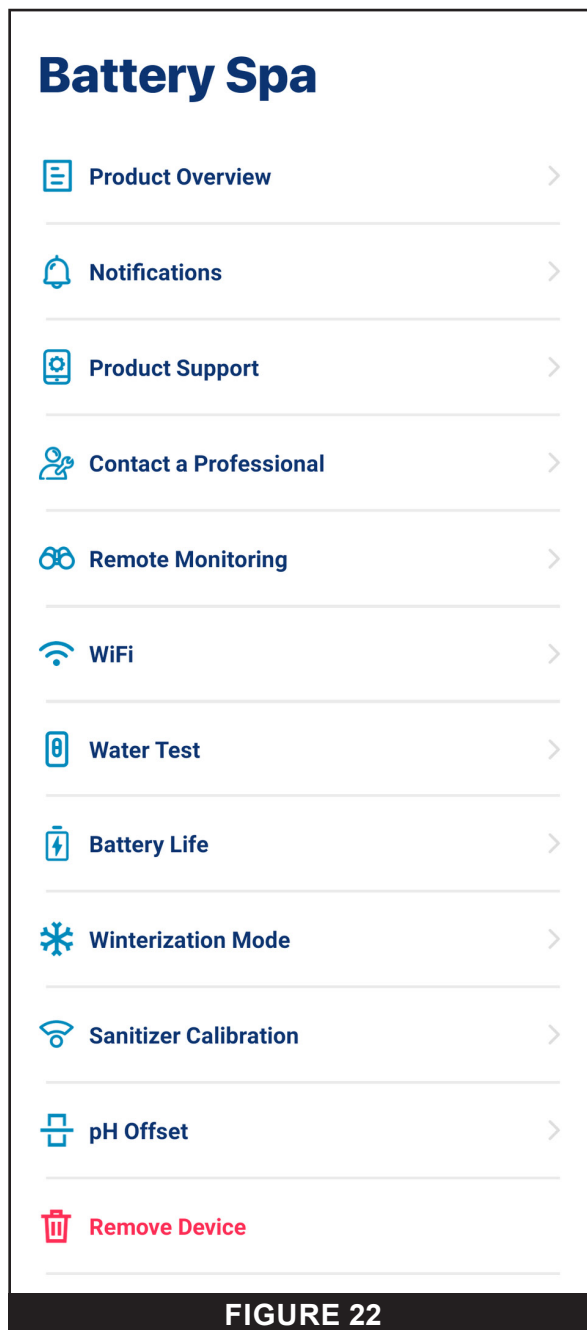 Battery Spa
Product Overview
Notifications
Product Support
Contact a Professional
Remote Monitoring
WiFi
Water Test
Battery Life
Winterization Mode
Sanitizer Calibration
pH Offset
Remove Device
FIGURE 22